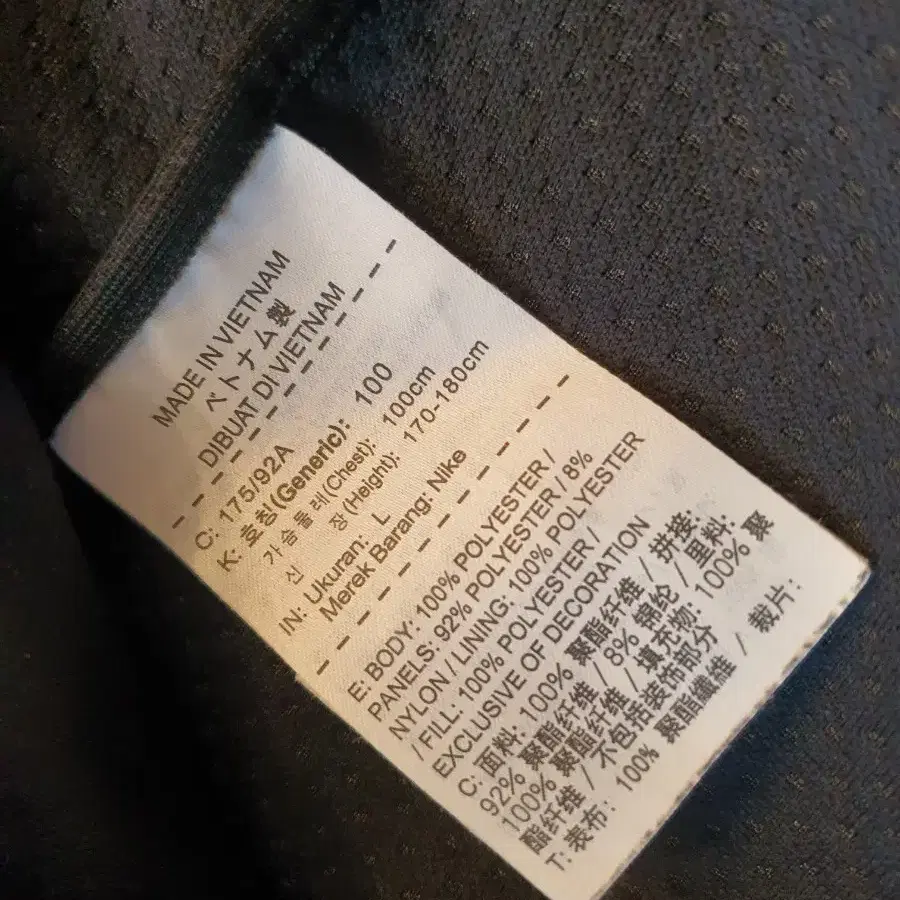 MADE IN VIETNAM
ベトナム製
DIBUAT DI VIETNAM
C: 175/92A
K: 호칭(Generic): 100
가슴둘레(Chest): 100cm
신 장(Height): 170-180cm
IN: Ukuran: L
Merek Barang: Nike
E: BODY: 100% POLYESTER /
PANELS: 92% POLYESTER / 8%
NYLON / LINING: 100% POLYESTER
/ FILL: 100% POLYESTER /
EXCLUSIVE OF DECORATION
C: 面料: 100% 聚酯纤维 / 拼接:
92% 聚酯纤维 / 8% 锦纶 / 里料:
100% 聚酯纤维 / 填充物: 100% 聚
酯纤维 / 不包括装饰部分
T: 表布: 100% 聚酯纖維 / 裁片: